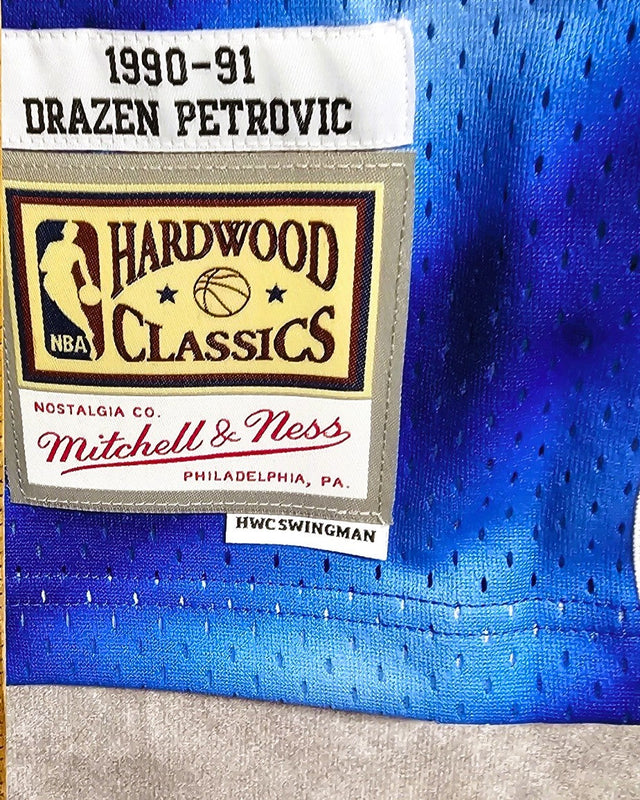 1990-91
DRAZEN PETROVIC
HARDWOOD
NBA
CLASSICS
NOSTALGIA CO.
Mitchell & Ness
PHILADELPHIA, PA.
HWC SWINGMAN